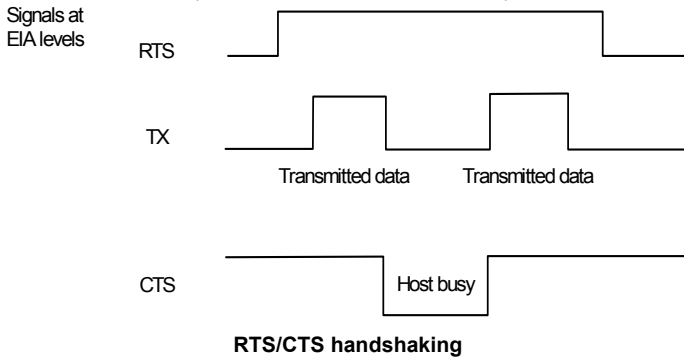 Signals at
EIA levels
RTS
TX
Transmitted data Transmitted data
CTS
Host busy
RTS/CTS handshaking